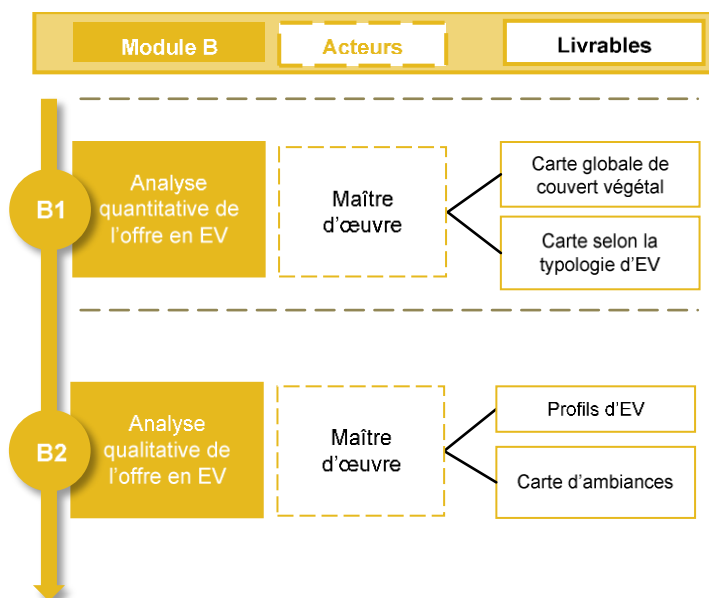 Module B
Acteurs
Livrables
B1
Analyse
quantitative de
l'offre en EV
Maître
d'œuvre
Carte globale de
couvert végétal
Carte selon la
typologie d'EV
B2
Analyse
qualitative de
l'offre en EV
Maître
d'œuvre
Profils d'EV
Carte d'ambiances